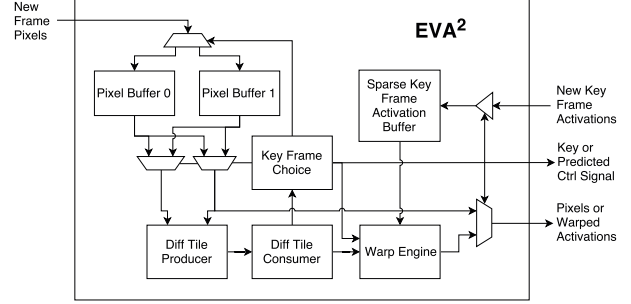 New
Frame
Pixels
EVA²
Pixel Buffer 0
Pixel Buffer 1
Sparse Key
Frame
Activation
Buffer
New Key
Frame
Activations
Key Frame
Choice
Key or
Predicted
Ctrl Signal
Pixels or
Warped
Activations
Diff Tile
Producer
Diff Tile
Consumer
Warp Engine